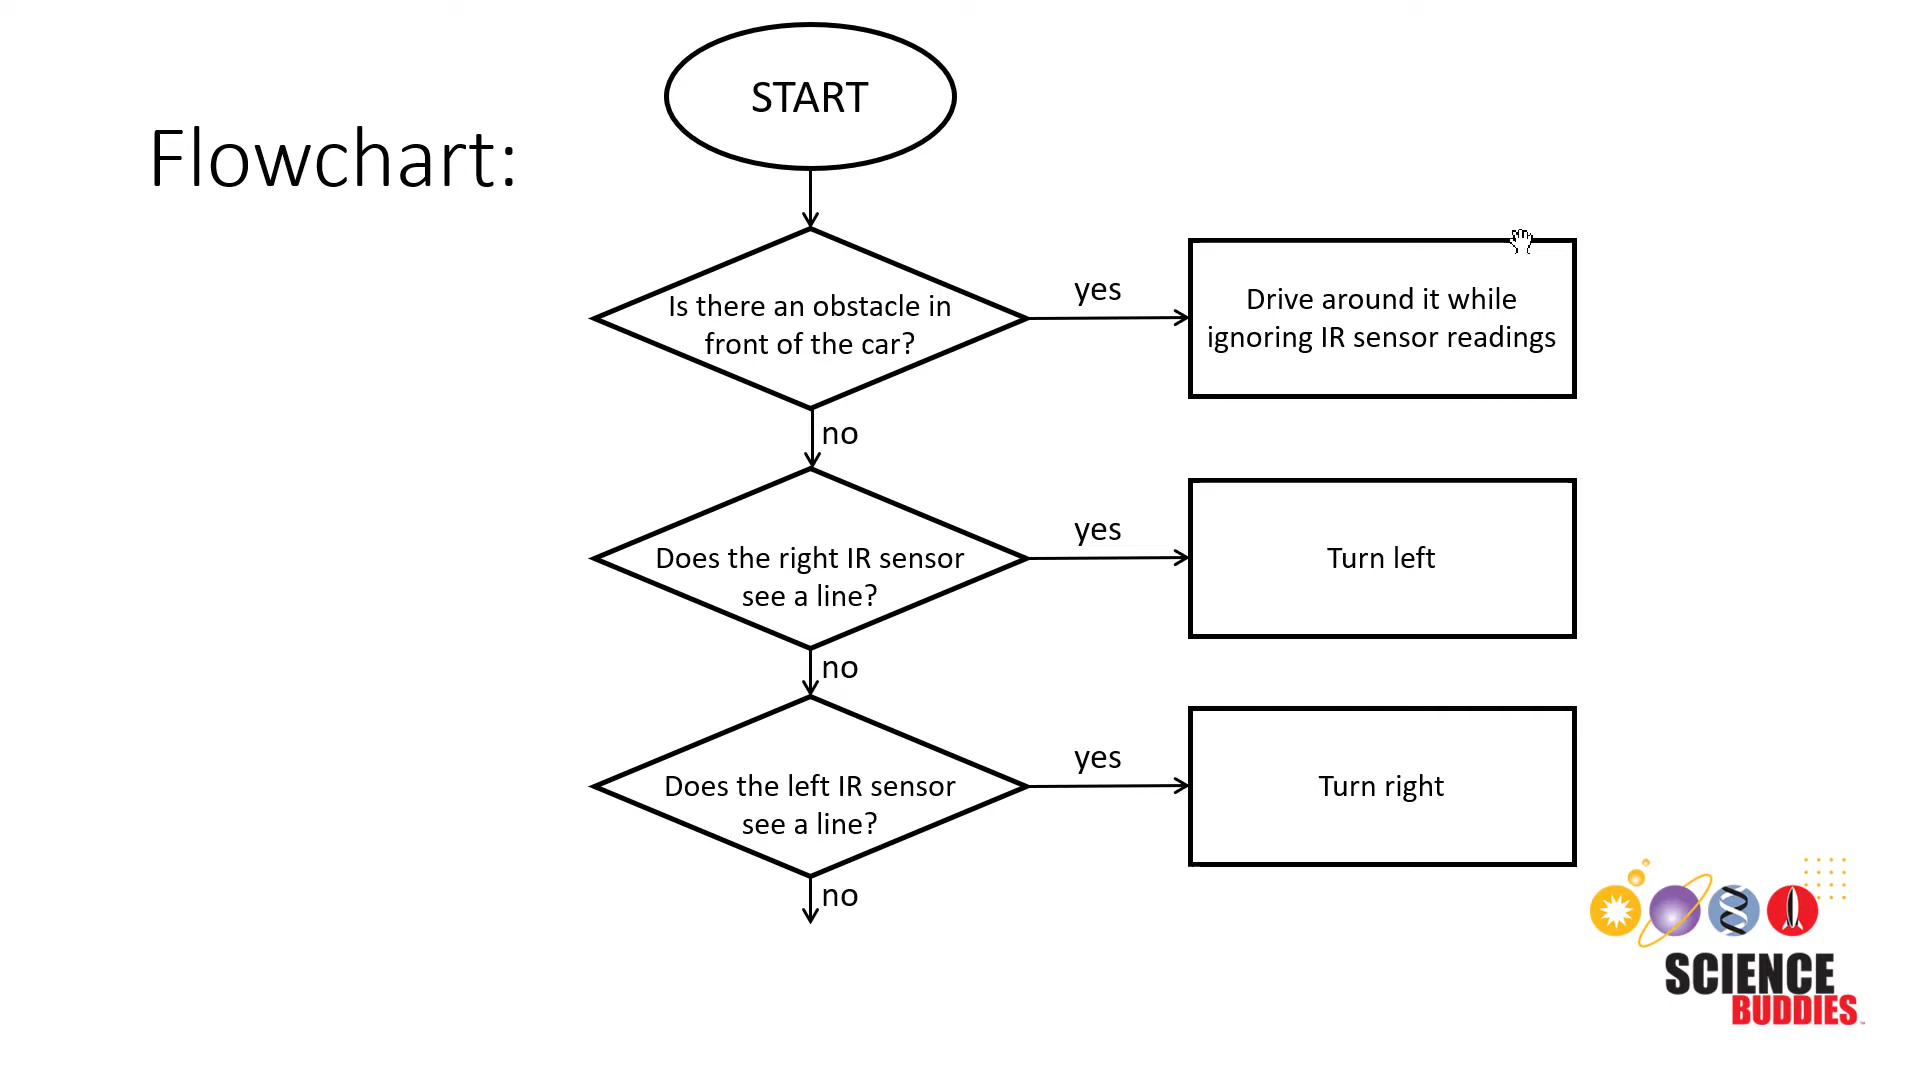 START
Flowchart:
Is there an obstacle in
front of the car?
yes
Drive around it while
ignoring IR sensor readings
no
Does the right IR sensor
see a line?
yes
Turn left
no
Does the left IR sensor
see a line?
yes
Turn right
no
SCIENCE
BUDDIES